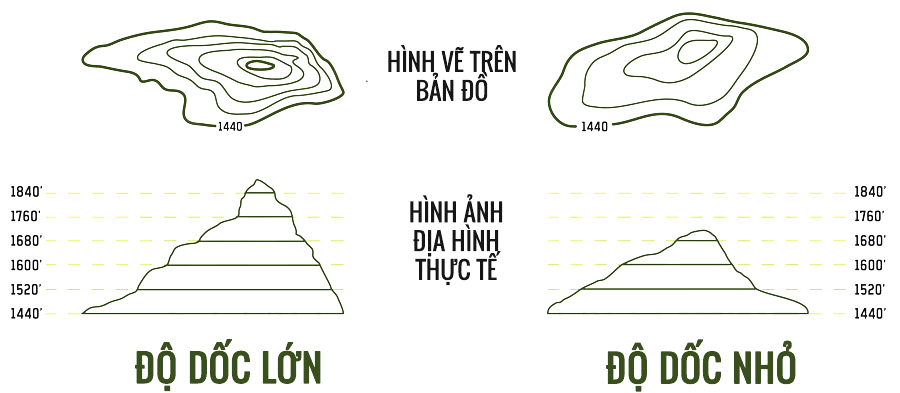 HÌNH VẼ TRÊN
BẢN ĐỒ
1440
1440
1840'
1760'
1680'
1600'
1520'
1440'
HÌNH ẢNH
ĐỊA HÌNH
THỰC TẾ
1840'
1760'
1680'
1600'
1520'
1440'
ĐỘ DỐC LỚN
ĐỘ DỐC NHỎ